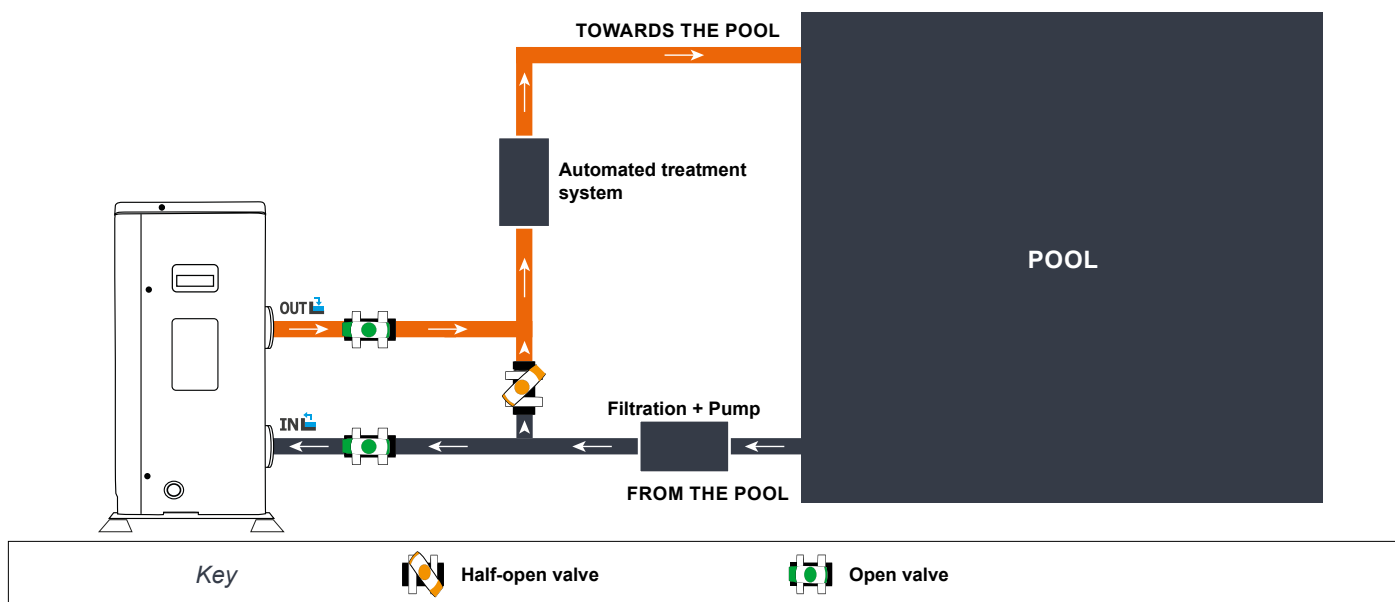 TOWARDS THE POOL
Automated treatment
system
POOL
OUT
IN
Filtration + Pump
FROM THE POOL
Key
Half-open valve
Open valve